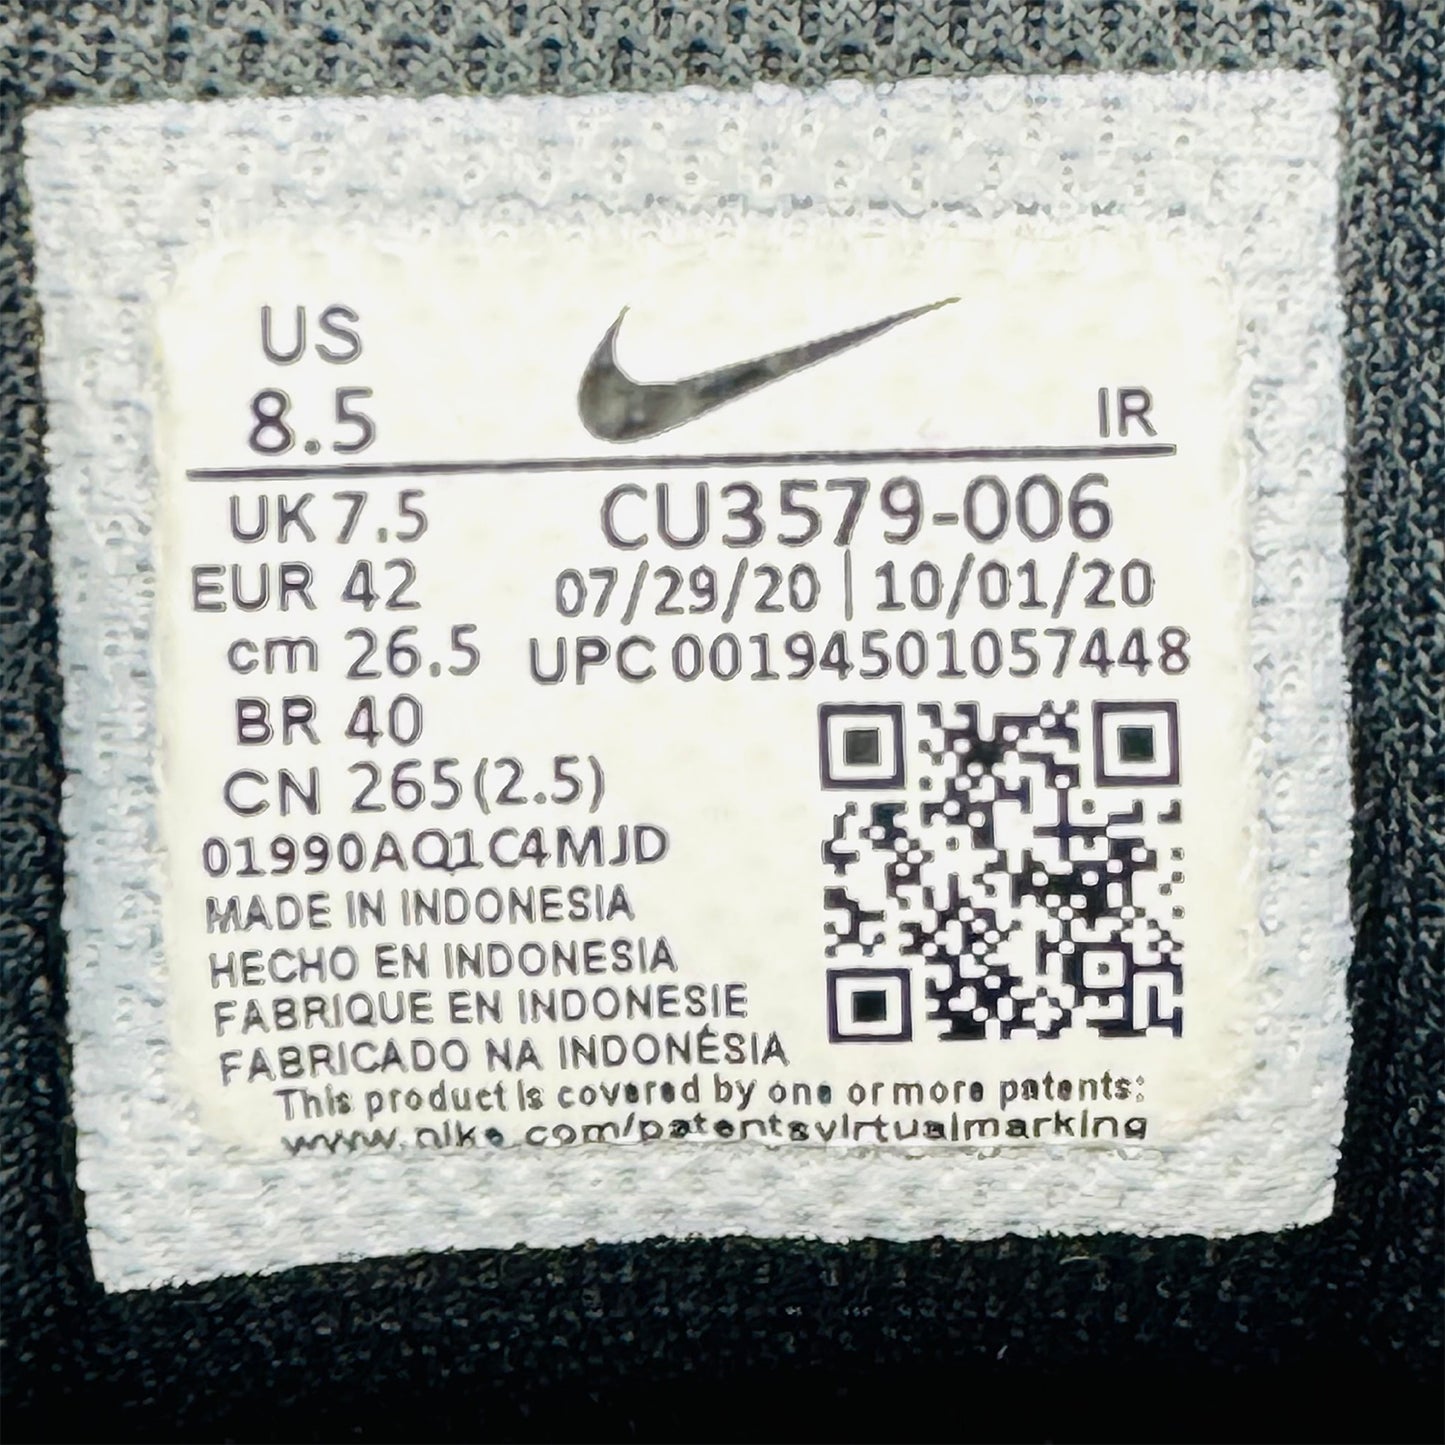 US
8.5
IR
UK 7.5
CU3579-006
EUR 42
07/29/20 | 10/01/20
cm 26.5
UPC 00194501057448
BR 40
CN 265(2.5)
01990AQ1C4MJD
MADE IN INDONESIA
HECHO EN INDONESIA
FABRIQUE EN INDONESIE
FABRICADO NA INDONÉSIA
This product is covered by one or more patents:
www.nike.com/patentsvirtualmarking